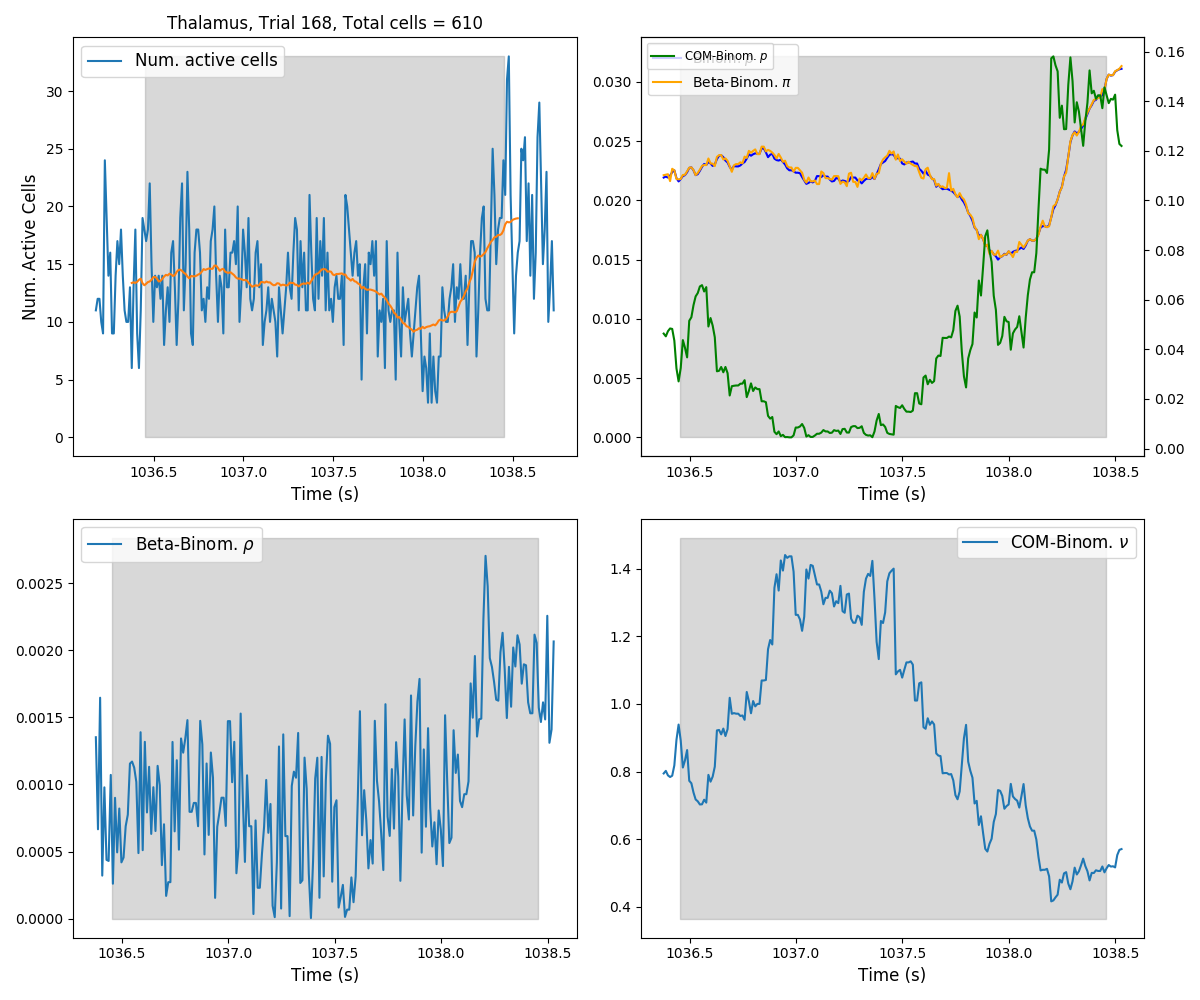 Thalamus, Trial 168, Total cells = 610
Num. active cells
Num. Active Cells
30
25
20
15
10
5
0
1036.5 1037.0 1037.5 1038.0 1038.5
Time (s)
COM-Binom. p
Beta-Binom. π
0.030
0.025
0.020
0.015
0.010
0.005
0.000
0.16
0.14
0.12
0.10
0.08
0.06
0.04
0.02
0.00
1036.5 1037.0 1037.5 1038.0 1038.5
Time (s)
Beta-Binom. ρ
0.0025
0.0020
0.0015
0.0010
0.0005
0.0000
1036.5 1037.0 1037.5 1038.0 1038.5
Time (s)
COM-Binom. ν
1.4
1.2
1.0
0.8
0.6
0.4
1036.5 1037.0 1037.5 1038.0 1038.5
Time (s)